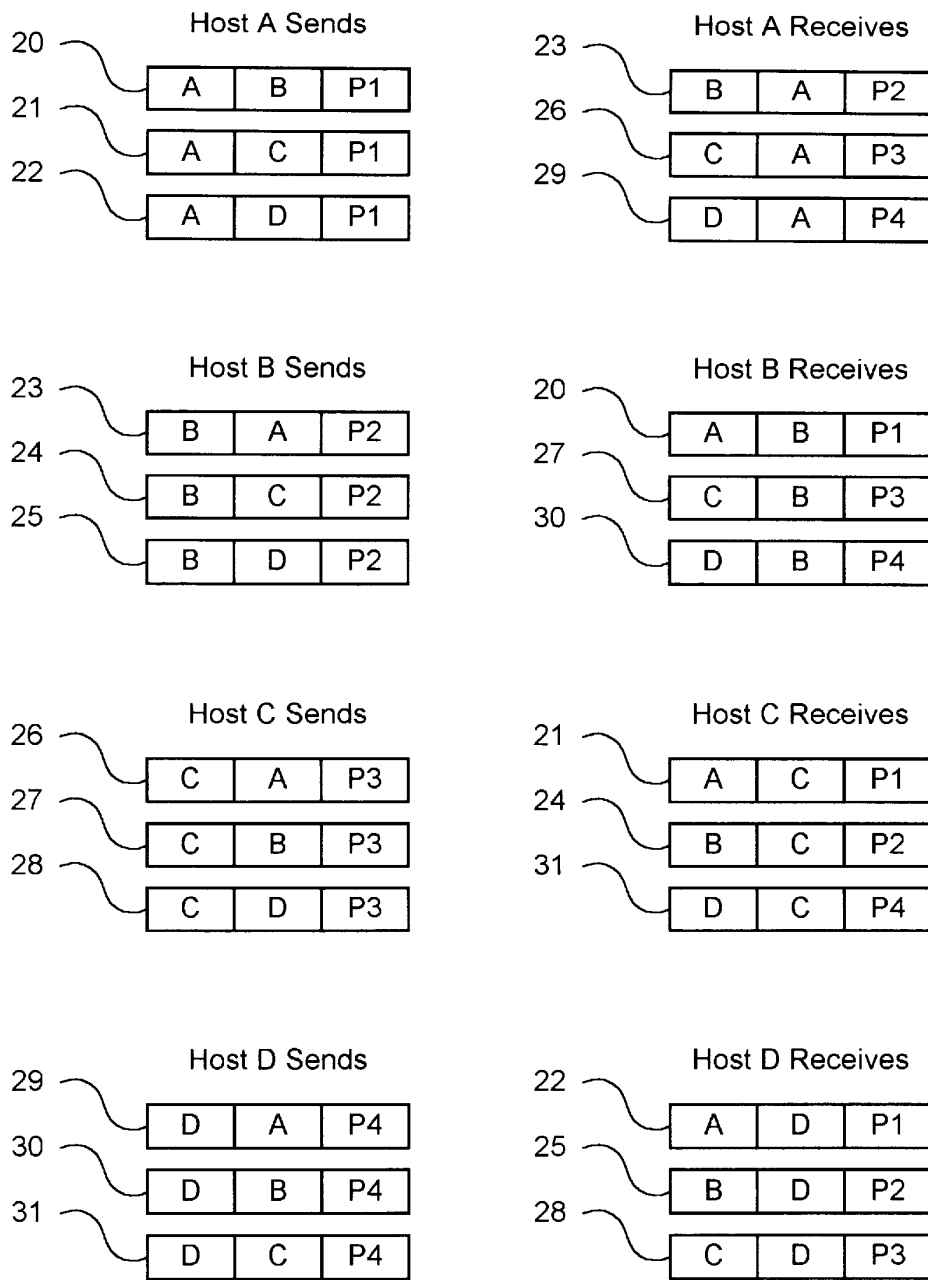 Host A Sends
20 A B P1
21 A C P1
22 A D P1
Host A Receives
23 B A P2
26 C A P3
29 D A P4
Host B Sends
23 B A P2
24 B C P2
25 B D P2
Host B Receives
20 A B P1
27 C B P3
30 D B P4
Host C Sends
26 C A P3
27 C B P3
28 C D P3
Host C Receives
21 A C P1
24 B C P2
31 D C P4
Host D Sends
29 D A P4
30 D B P4
31 D C P4
Host D Receives
22 A D P1
25 B D P2
28 C D P3